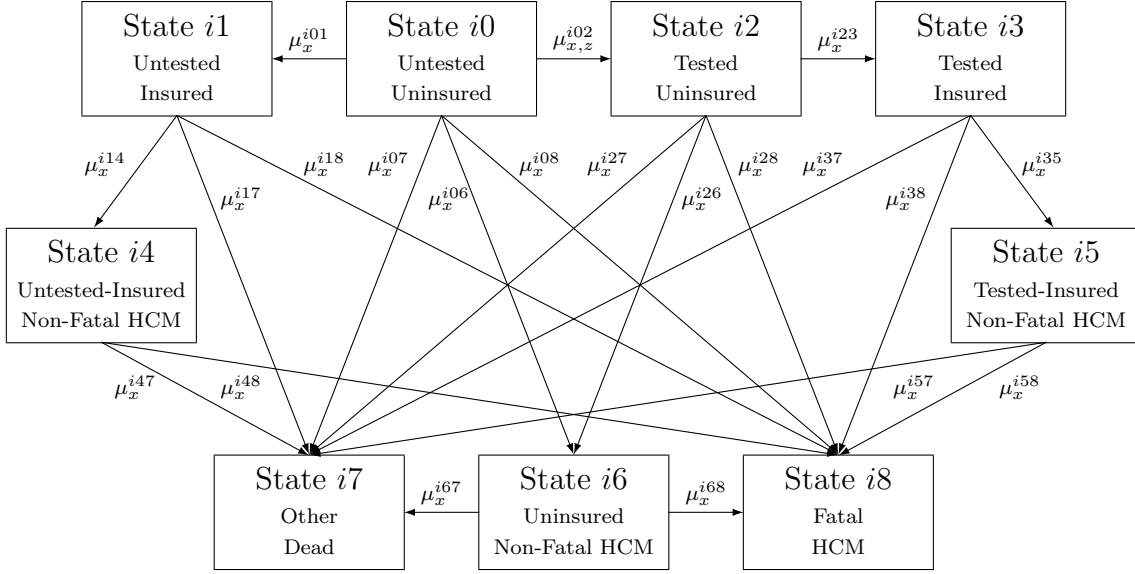 State i1
Untested
Insured
μ_x^{i01}
State i0
Untested
Uninsured
μ_{x,z}^{i02}
State i2
Tested
Uninsured
μ_x^{i23}
State i3
Tested
Insured
μ_x^{i14}
μ_x^{i17}
μ_x^{i18}
μ_x^{i07}
μ_x^{i06}
μ_x^{i08}
μ_x^{i27}
μ_x^{i26}
μ_x^{i28}
μ_x^{i37}
μ_x^{i38}
μ_x^{i35}
State i4
Untested-Insured
Non-Fatal HCM
State i5
Tested-Insured
Non-Fatal HCM
μ_x^{i47}
μ_x^{i48}
μ_x^{i57}
μ_x^{i58}
State i7
Other
Dead
μ_x^{i67}
State i6
Uninsured
Non-Fatal HCM
μ_x^{i68}
State i8
Fatal
HCM